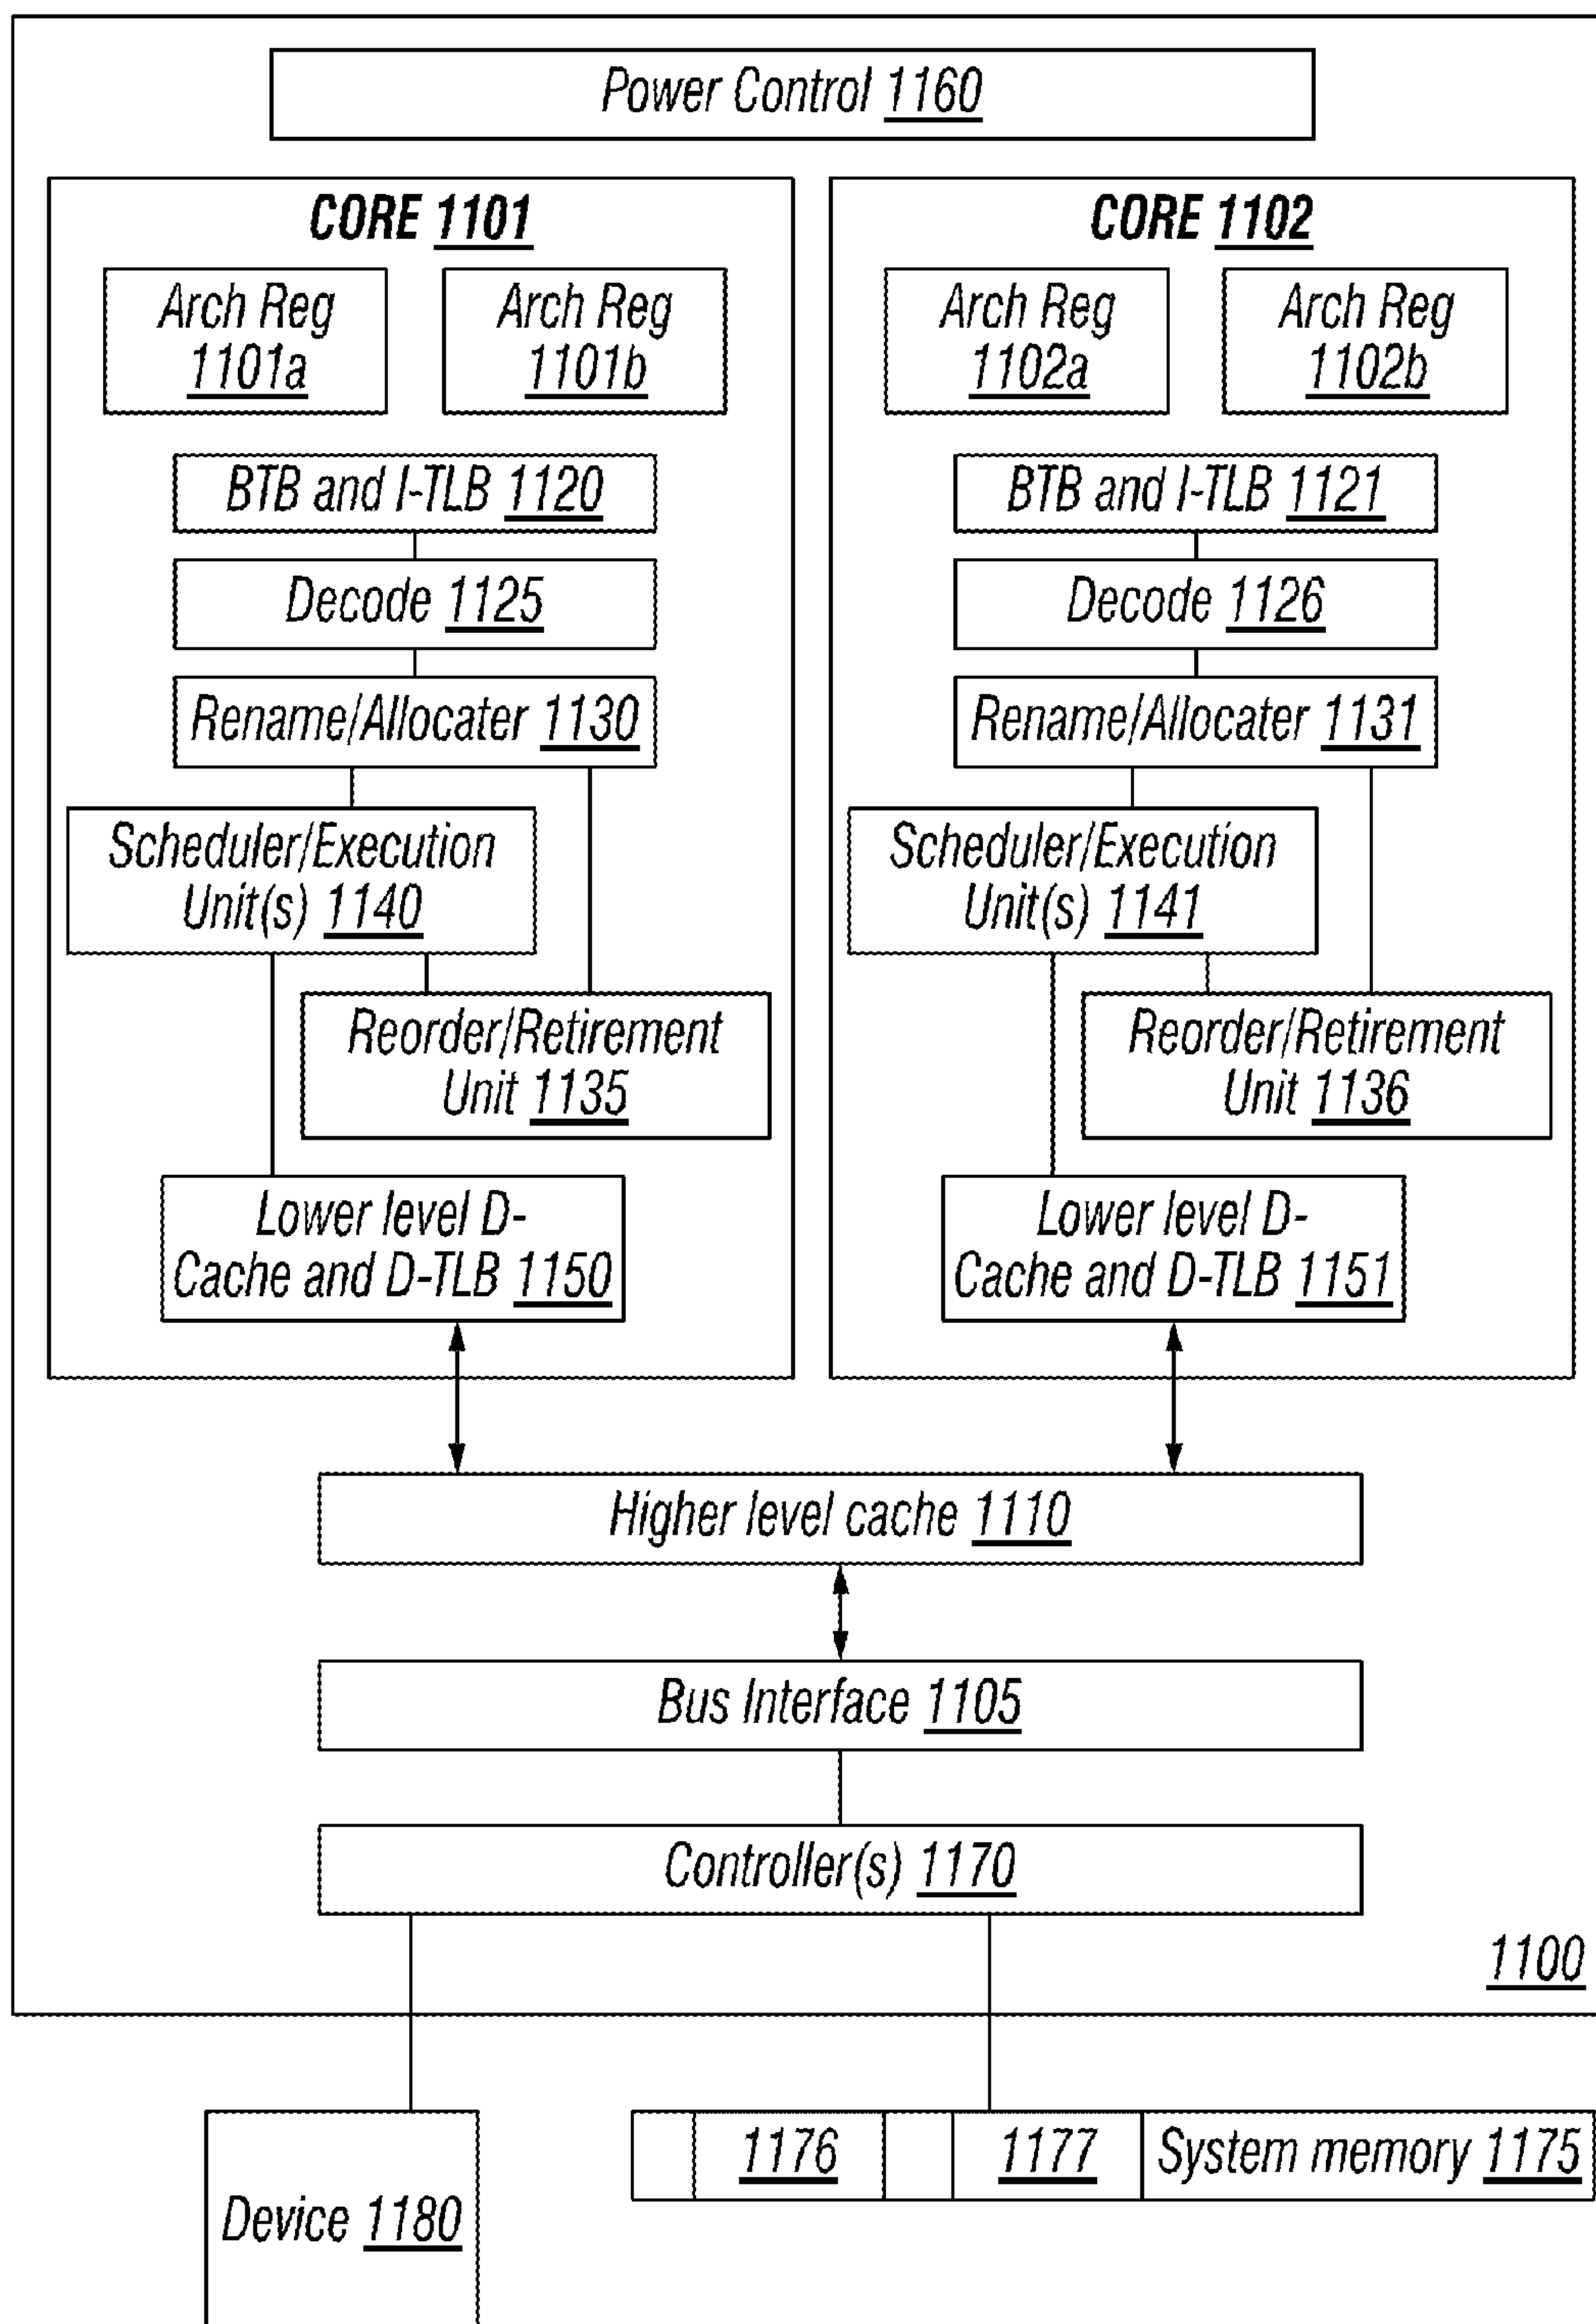 Power Control 1160
CORE 1101
Arch Reg
1101a
Arch Reg
1101b
BTB and I-TLB 1120
Decode 1125
Rename/Allocater 1130
Scheduler/Execution
Unit(s) 1140
Reorder/Retirement
Unit 1135
Lower level D-
Cache and D-TLB 1150
CORE 1102
Arch Reg
1102a
Arch Reg
1102b
BTB and I-TLB 1121
Decode 1126
Rename/Allocater 1131
Scheduler/Execution
Unit(s) 1141
Reorder/Retirement
Unit 1136
Lower level D-
Cache and D-TLB 1151
Higher level cache 1110
Bus Interface 1105
Controller(s) 1170
1100
Device 1180
1176
1177
System memory 1175